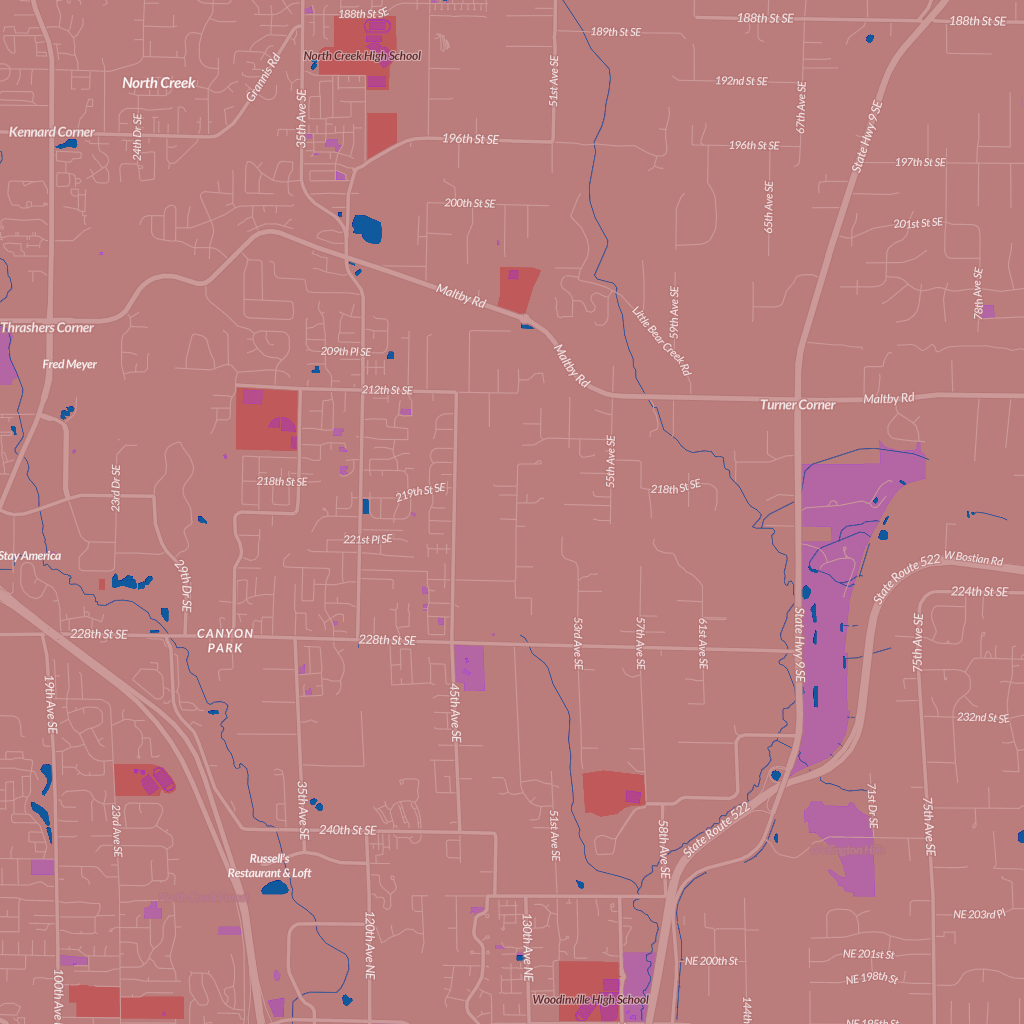 188th St SE
188th St SE
188th St SE
189th St SE
North Creek High School
North Creek
Grannis Rd
192nd St SE
51st Ave SE
67th Ave SE
35th Ave SE
Kennard Corner
24th Dr SE
196th St SE
196th St SE
State Hwy 9 SE
197th St SE
200th St SE
65th Ave SE
201st St SE
Maltby Rd
78th Ave SE
59th Ave SE
Thrashers Corner
Little Bear Creek Rd
209th Pl SE
Fred Meyer
Maltby Rd
212th St SE
Maltby Rd
Turner Corner
55th Ave SE
23rd Dr SE
218th St SE
219th St SE
218th St SE
221st Pl SE
Stay America
29th Dr SE
W Bostian Rd
State Route 522
224th St SE
CANYON
PARK
228th St SE
228th St SE
53rd Ave SE
57th Ave SE
61st Ave SE
State Hwy 9 SE
75th Ave SE
19th Ave SE
45th Ave SE
232nd St SE
35th Ave SE
23rd Ave SE
240th St SE
51st Ave SE
58th Ave SE
State Route 522
71st Dr SE
75th Ave SE
Russell's
Restaurant & Loft
120th Ave NE
130th Ave NE
NE 203rd Pl
NE 200th St
NE 201st St
NE 198th St
100th Ave
Woodinville High School
144th
NE 195th St